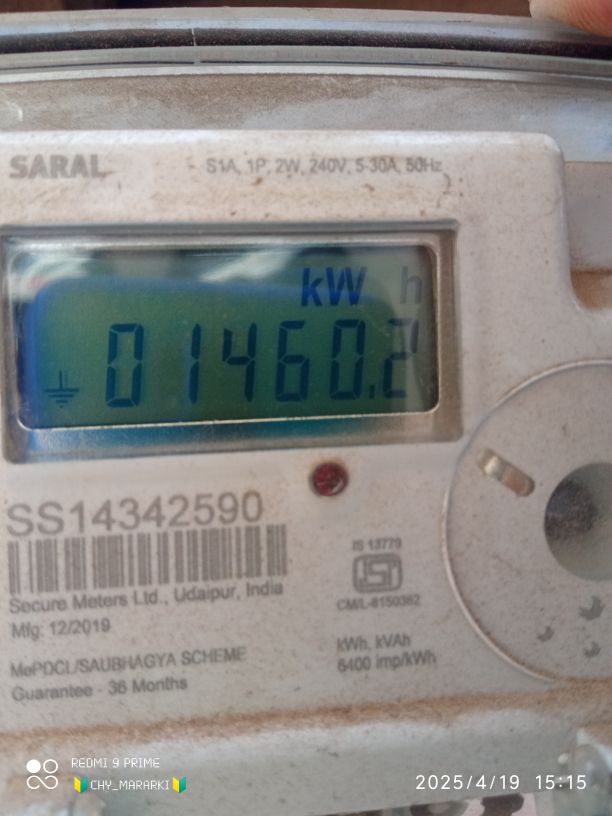 SARAL
S1A, 1P, 2W, 240V, 5-30A, 50Hz
kW h
01460.2
SS14342590
Secure Meters Ltd., Udaipur, India
Mfg: 12/2019
MePDCL/SAUBHAGYA SCHEME
Guarantee - 36 Months
IS 13779
ISI
CM/L-8150382
kWh, kVAh
6400 imp/kWh
REDMI 9 PRIME
🔰CHY_MARARKI🔰
2025/4/19 15:15